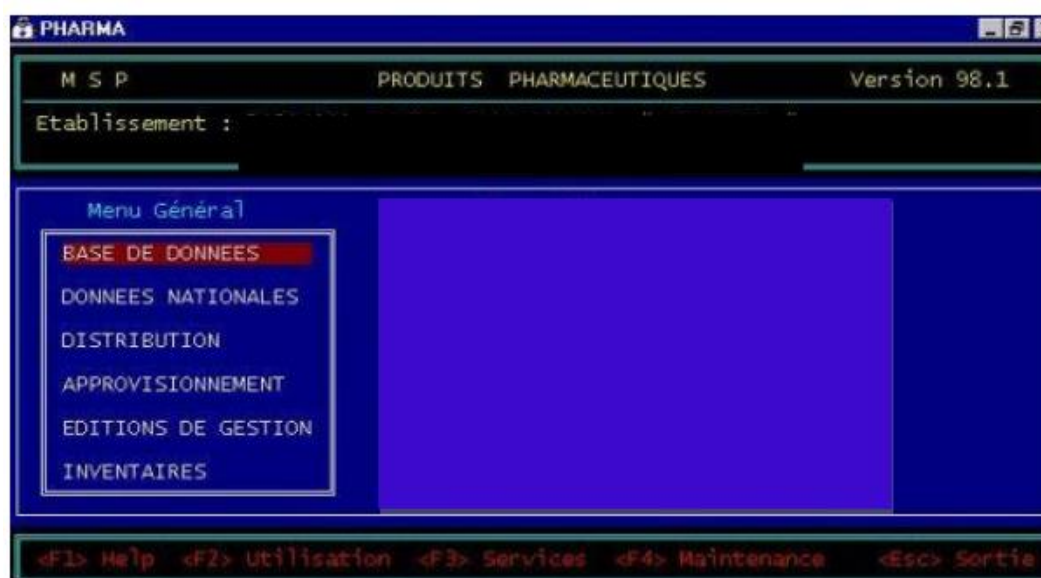 PHARMA
M S P PRODUITS PHARMACEUTIQUES Version 98.1
Etablissement :
Menu Général
BASE DE DONNEES
DONNEES NATIONALES
DISTRIBUTION
APPROVISIONNEMENT
EDITIONS DE GESTION
INVENTAIRES
<F1> Help <F2> Utilisation <F3> Services <F4> Maintenance <Esc> Sortie